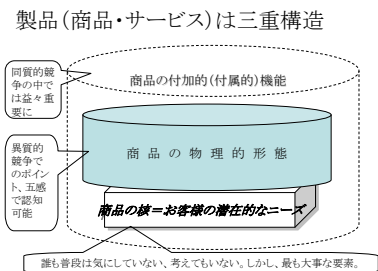 製品(商品・サービス)は三重構造
同質的競
争の中で
は益々重
要に
商品の付加的(付属的)機能
異質的
競争で
のポイン
ト、五感
で認知
可能
商品の物理的形態
商品の核=お客様の潜在的なニーズ
誰も普段は気にしていない、考えてもいない。しかし、最も大事な要素。